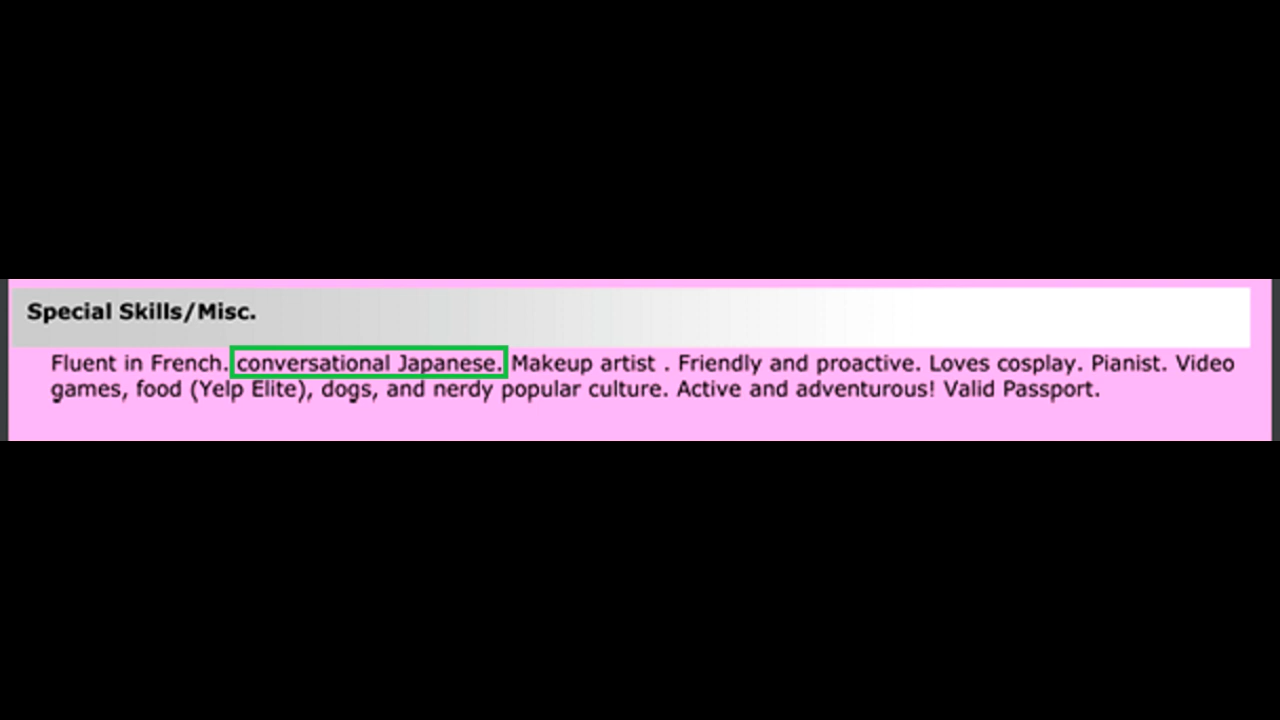 Special Skills/Misc.
Fluent in French. conversational Japanese. Makeup artist . Friendly and proactive. Loves cosplay. Pianist. Video
games, food (Yelp Elite), dogs, and nerdy popular culture. Active and adventurous! Valid Passport.